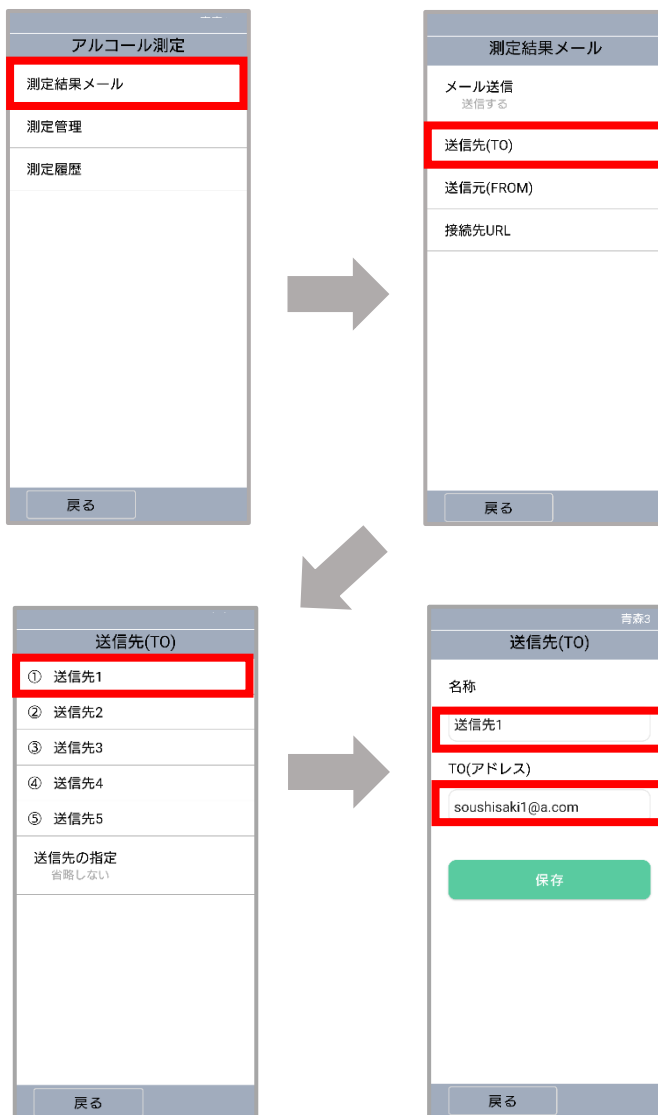 アルコール測定
測定結果メール
測定管理
測定履歴
戻る
測定結果メール
メール送信
送信する
送信先(TO)
送信元(FROM)
接続先URL
戻る
送信先(TO)
① 送信先1
② 送信先2
③ 送信先3
④ 送信先4
⑤ 送信先5
送信先の指定
省略しない
戻る
青森3
送信先(TO)
名称
送信先1
TO(アドレス)
soushisaki1@a.com
保存
戻る